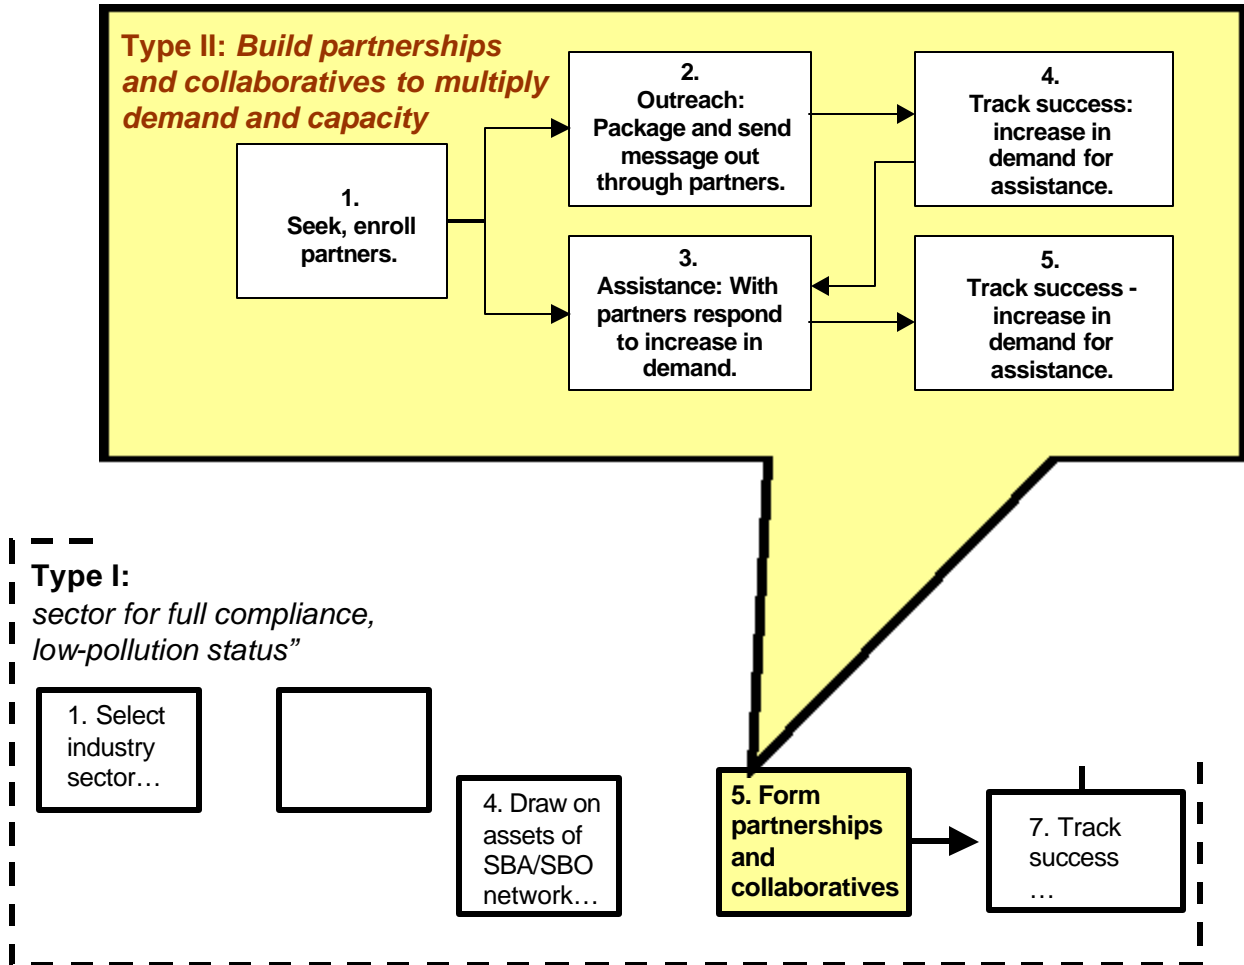 Type II: Build partnerships
and collaboratives to multiply
demand and capacity
1.
Seek, enroll
partners.
2.
Outreach:
Package and send
message out
through partners.
4.
Track success:
increase in
demand for
assistance.
3.
Assistance: With
partners respond
to increase in
demand.
5.
Track success -
increase in
demand for
assistance.
Type I:
sector for full compliance,
low-pollution status”
1. Select
industry
sector…
4. Draw on
assets of
SBA/SBO
network…
5. Form
partnerships
and
collaboratives
7. Track
success
…